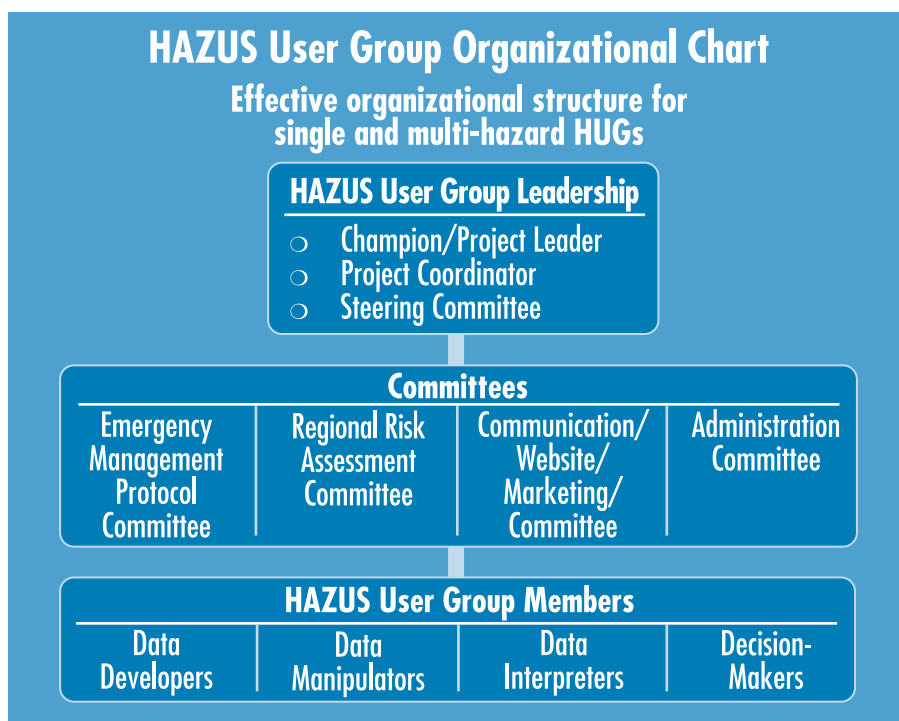 HAZUS User Group Organizational Chart
Effective organizational structure for
single and multi-hazard HUGs
HAZUS User Group Leadership
❍ Champion/Project Leader
❍ Project Coordinator
❍ Steering Committee
Committees
Emergency
Management
Protocol
Committee
Regional Risk
Assessment
Committee
Communication/
Website/
Marketing/
Committee
Administration
Committee
HAZUS User Group Members
Data
Developers
Data
Manipulators
Data
Interpreters
Decision-
Makers